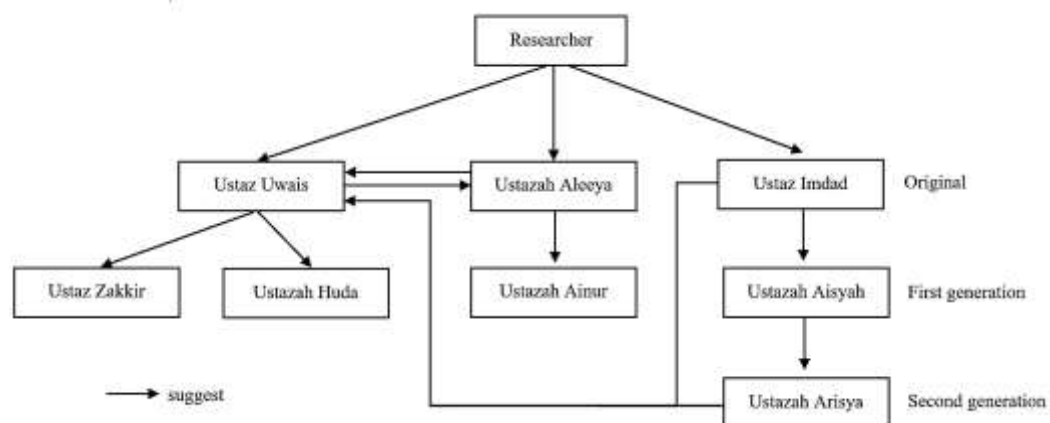 Researcher
Ustaz Uwais
Ustazah Aleeya
Ustaz Imdad
Original
Ustaz Zakkir
Ustazah Huda
Ustazah Ainur
Ustazah Aisyah
First generation
suggest
Ustazah Arisya
Second generation